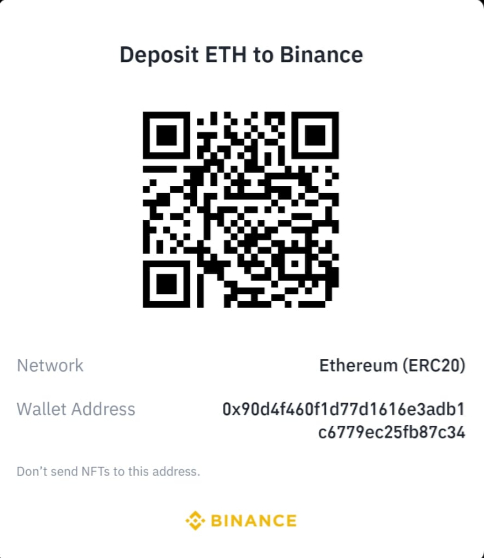 Deposit ETH to Binance
Network Ethereum (ERC20)
Wallet Address 0x90d4f460f1d77d1616e3adb1
c6779ec25fb87c34
Don't send NFTs to this address.
BINANCE